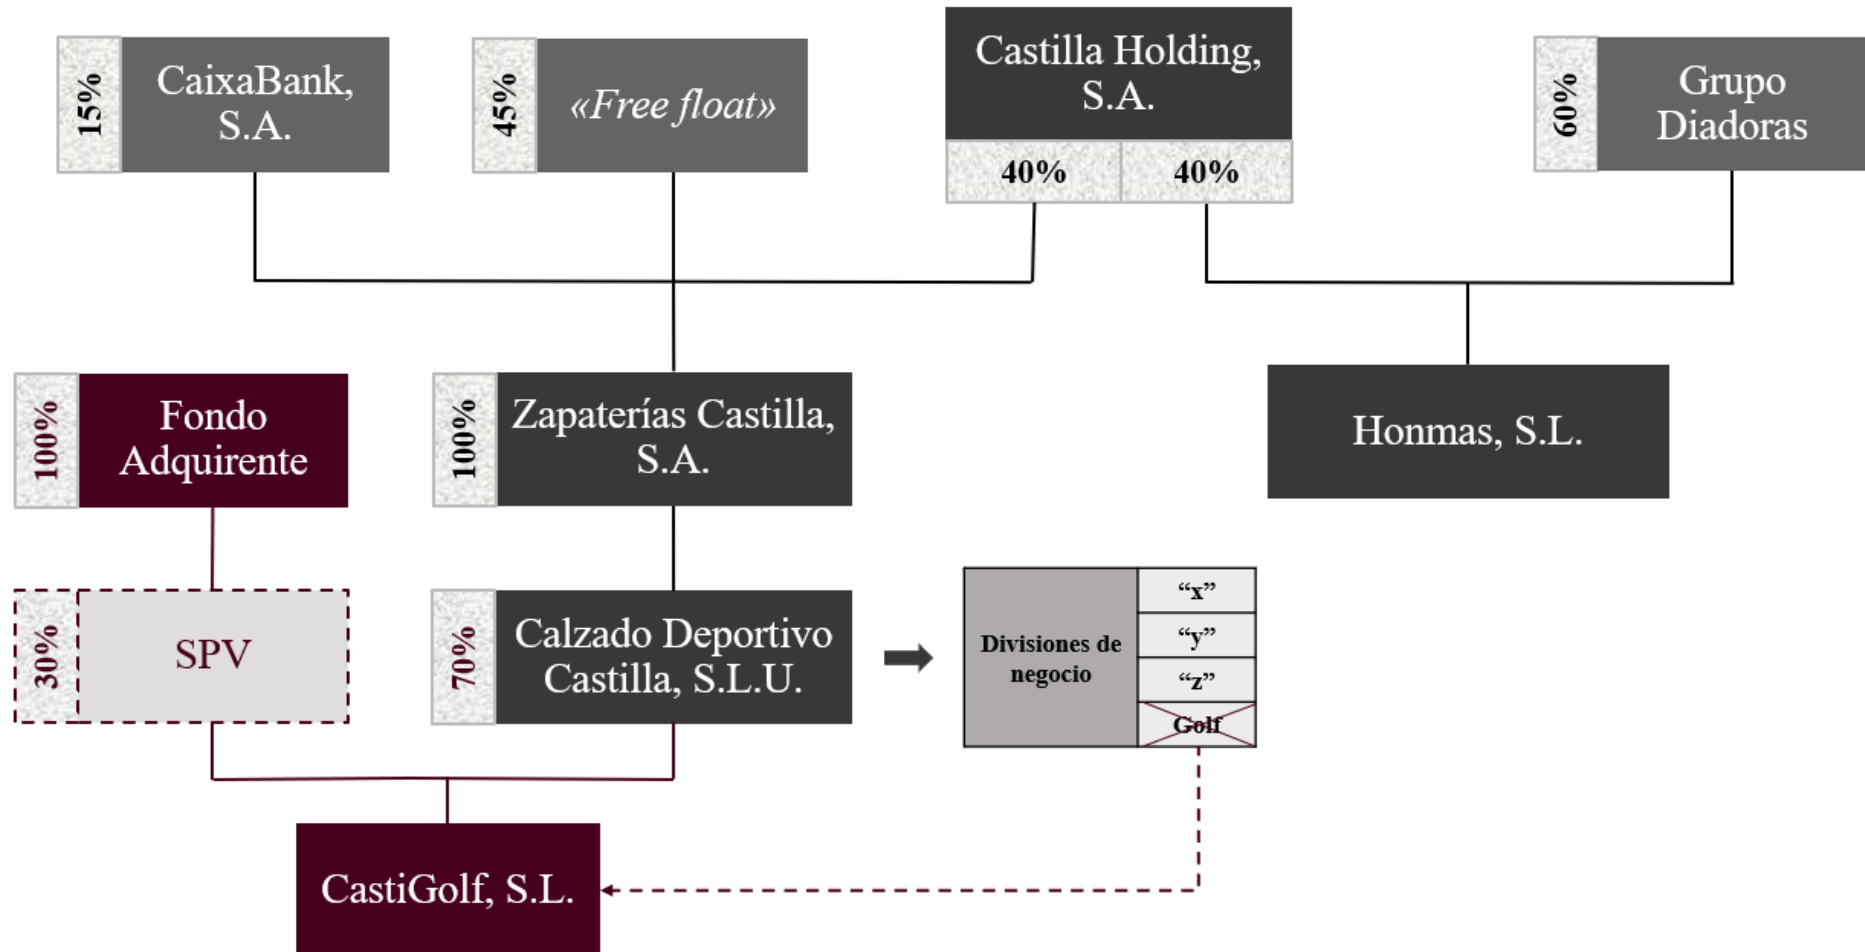 15%
CaixaBank,
S.A.
45%
«Free float»
Castilla Holding,
S.A.
40%
40%
60%
Grupo
Diadoras
100%
Fondo
Adquirente
100%
Zapaterías Castilla,
S.A.
Honmas, S.L.
30%
SPV
70%
Calzado Deportivo
Castilla, S.L.U.
Divisiones de
negocio
“x”
“y”
“z”
Golf
CastiGolf, S.L.